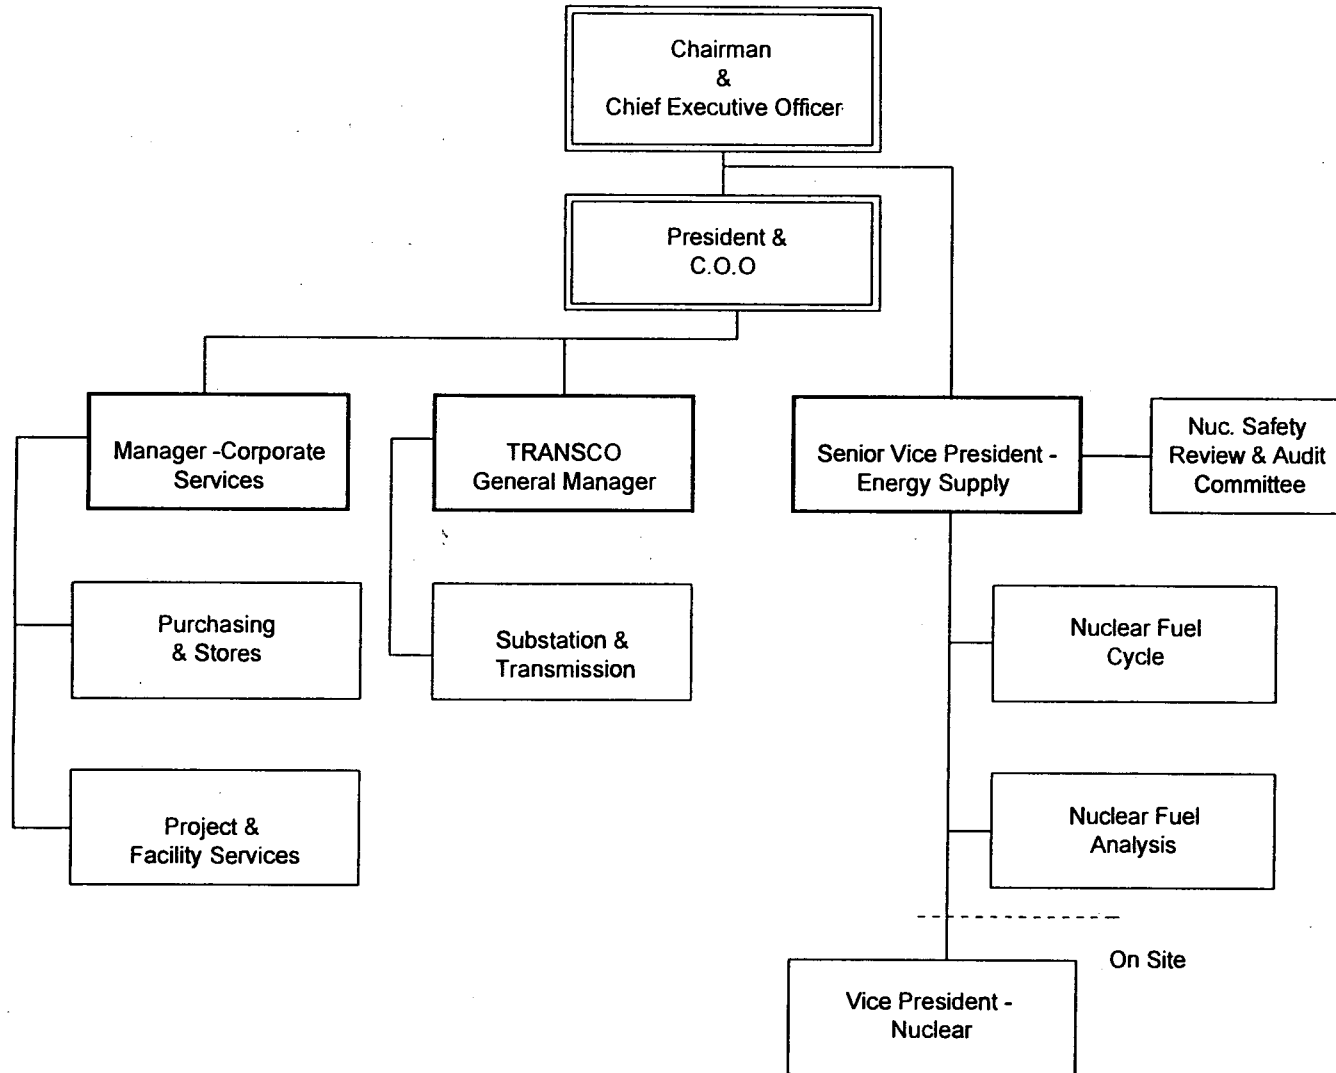 Chairman
&
Chief Executive Officer
President &
C.O.O
Manager -Corporate
Services
TRANSCO
General Manager
Senior Vice President -
Energy Supply
Nuc. Safety
Review & Audit
Committee
Purchasing
& Stores
Substation &
Transmission
Nuclear Fuel
Cycle
Project &
Facility Services
Nuclear Fuel
Analysis
On Site
Vice President -
Nuclear